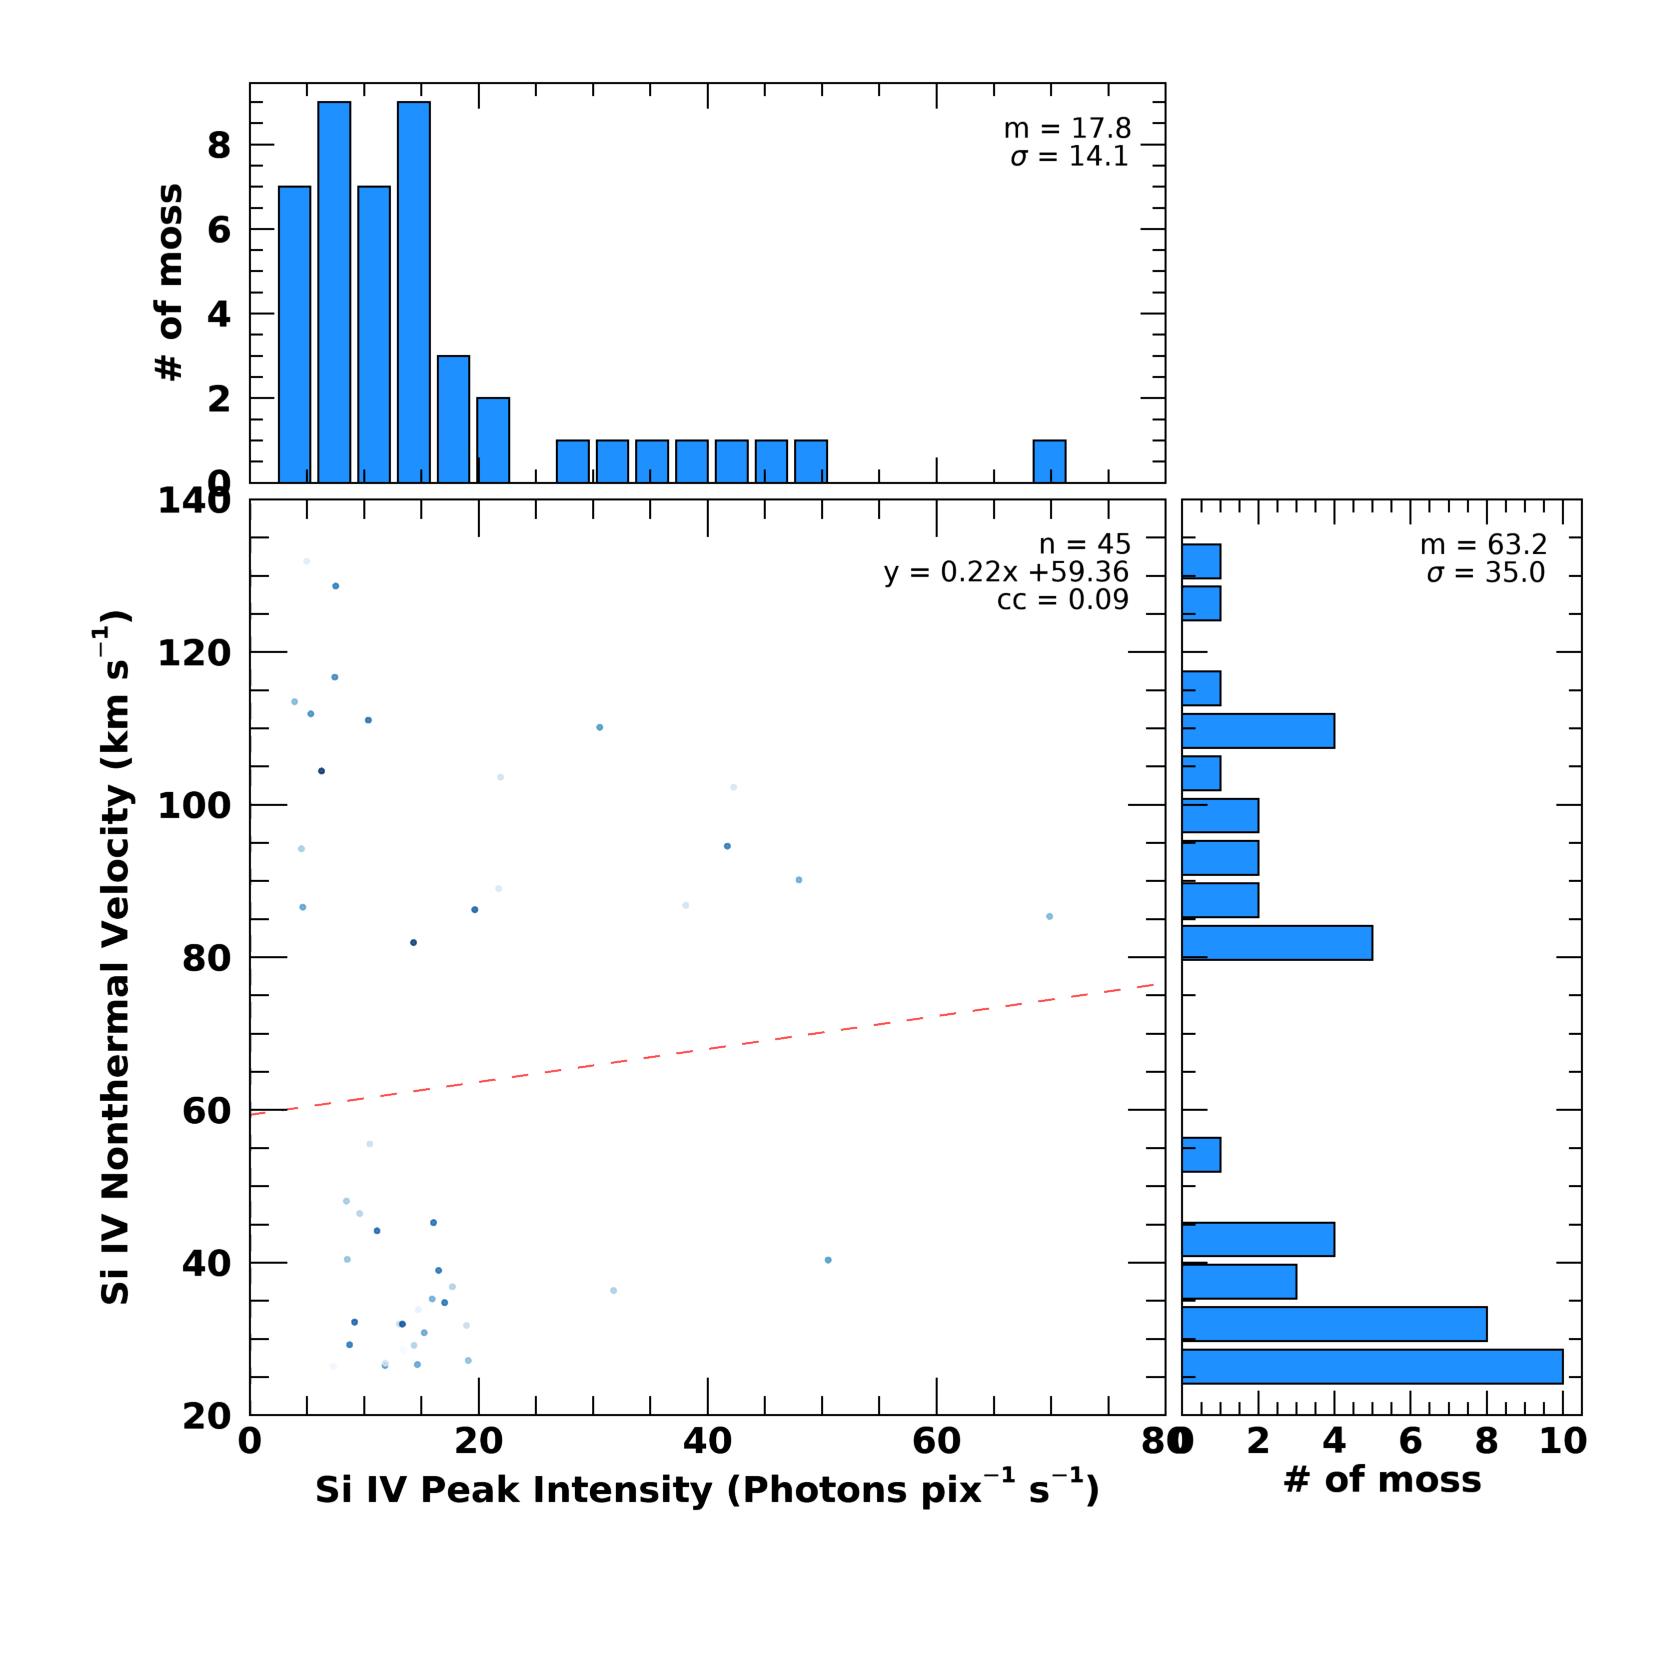 # of moss
8
6
4
2
0
m = 17.8
σ = 14.1
Si IV Nonthermal Velocity (km s⁻¹)
140
120
100
80
60
40
20
n = 45
y = 0.22x +59.36
cc = 0.09
0 20 40 60 80
Si IV Peak Intensity (Photons pix⁻¹ s⁻¹)
m = 63.2
σ = 35.0
0 2 4 6 8 10
# of moss